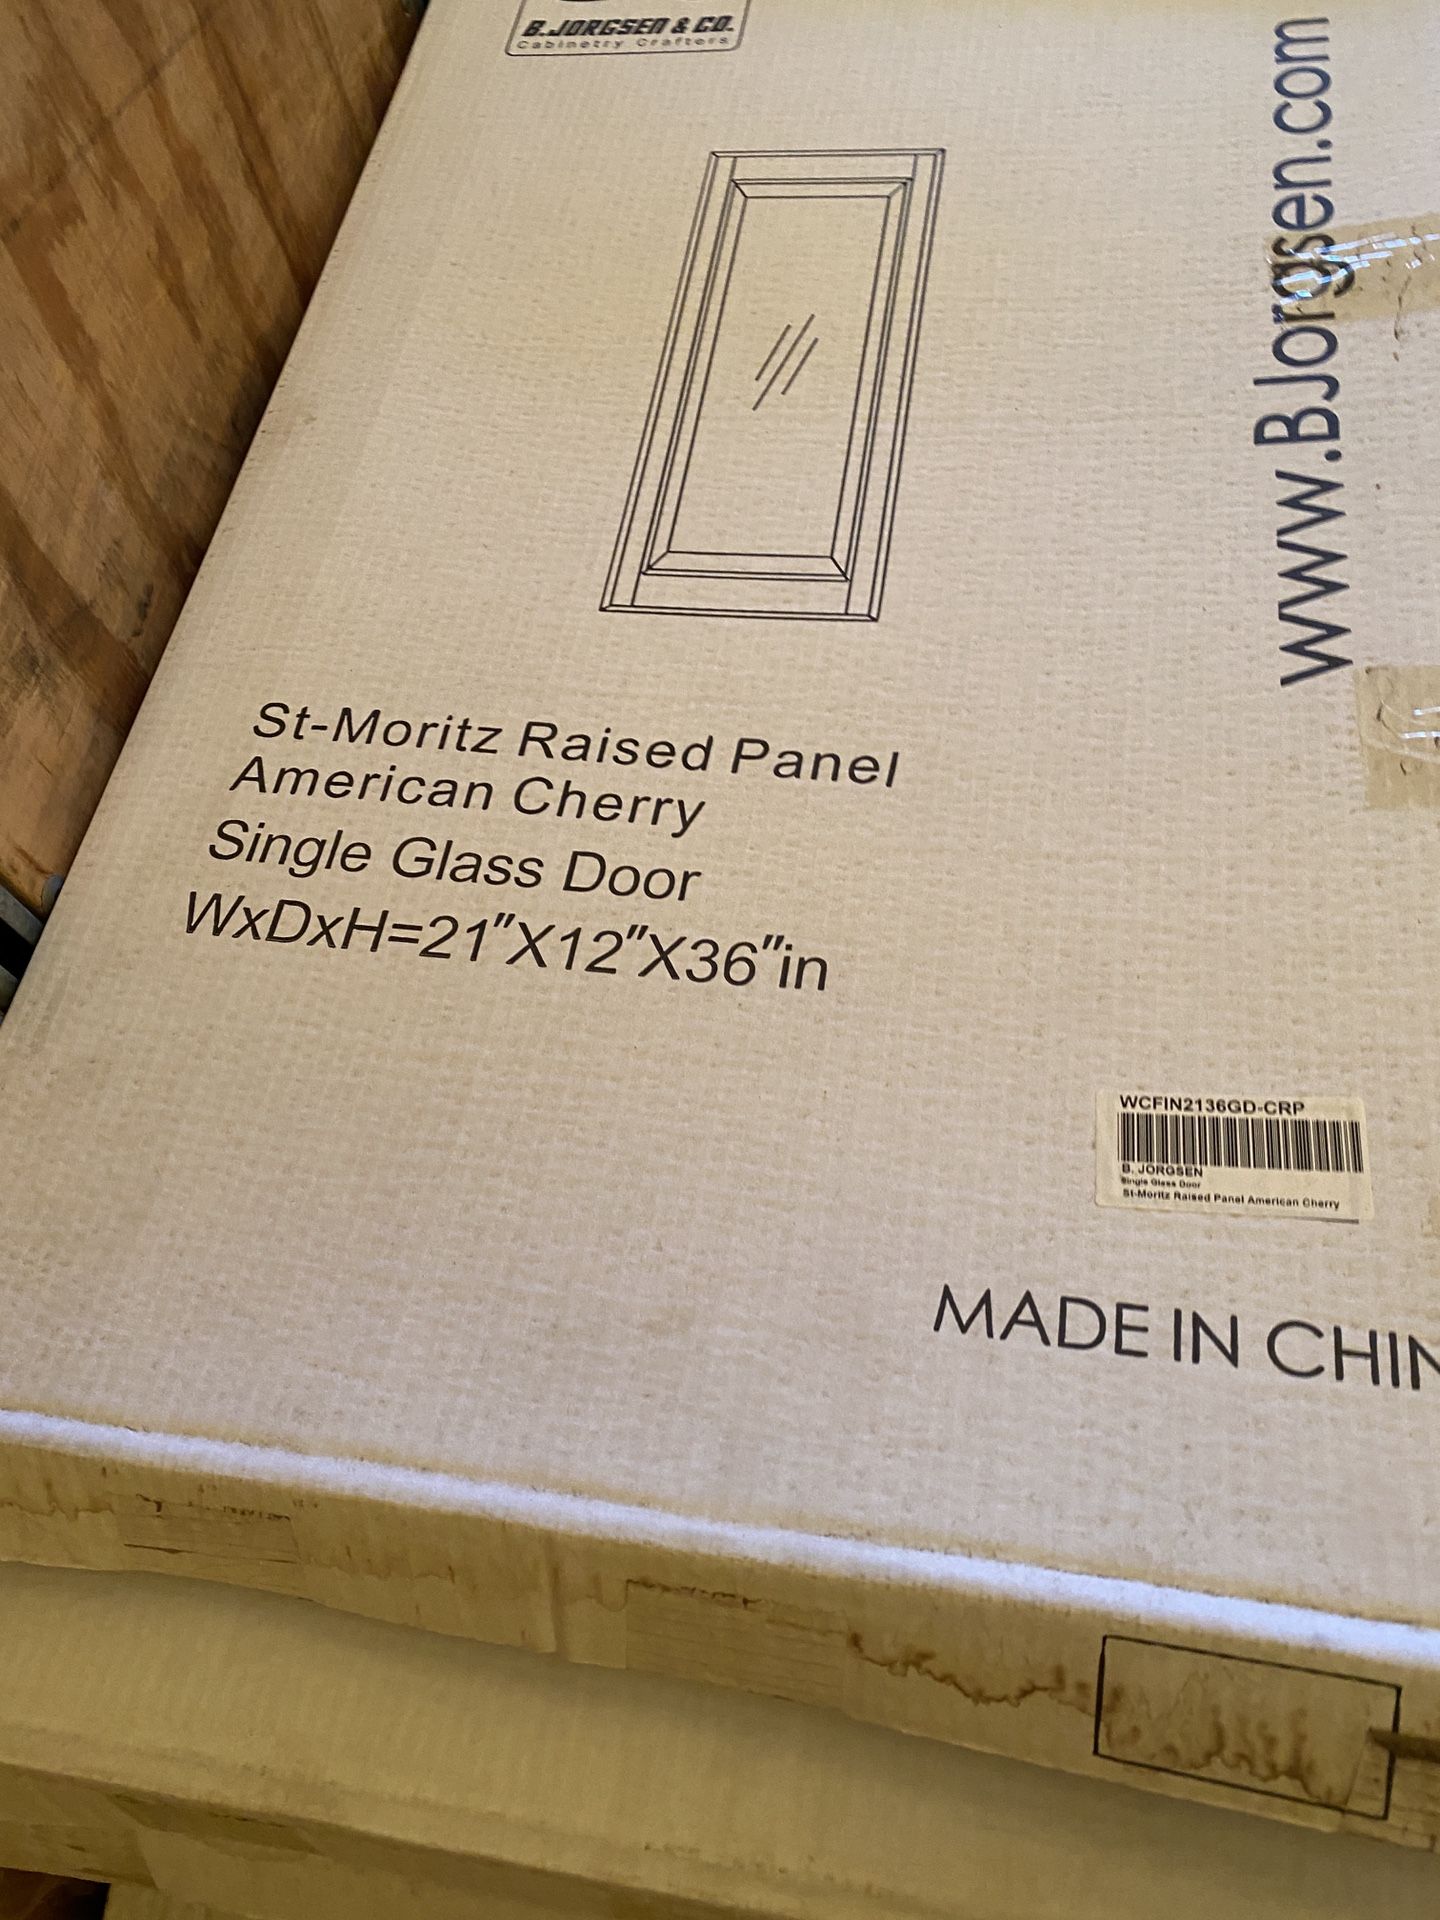 B.JORGSEN & CO.
Cabinetry Crafters
www.BJorgsen.com
St-Moritz Raised Panel
American Cherry
Single Glass Door
WxDxH=21"X12"X36"in
WCFIN2136GD-CRP
B. JORGSEN
Single Glass Door
St-Moritz Raised Panel American Cherry
MADE IN CHIN